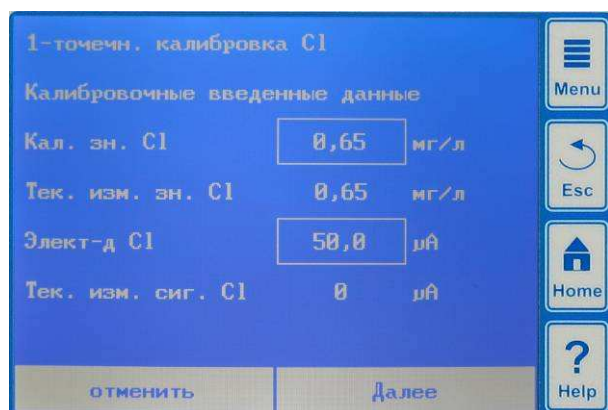 1-точечн. калибровка Cl
Калибровочные введенные данные
Кал. зн. Cl 0,65 мг/л
Тек. изм. зн. Cl 0,65 мг/л
Элект-д Cl 50,0 µA
Тек. изм. сиг. Cl 0 µA
отменить Далее
Menu
Esc
Home
?
Help